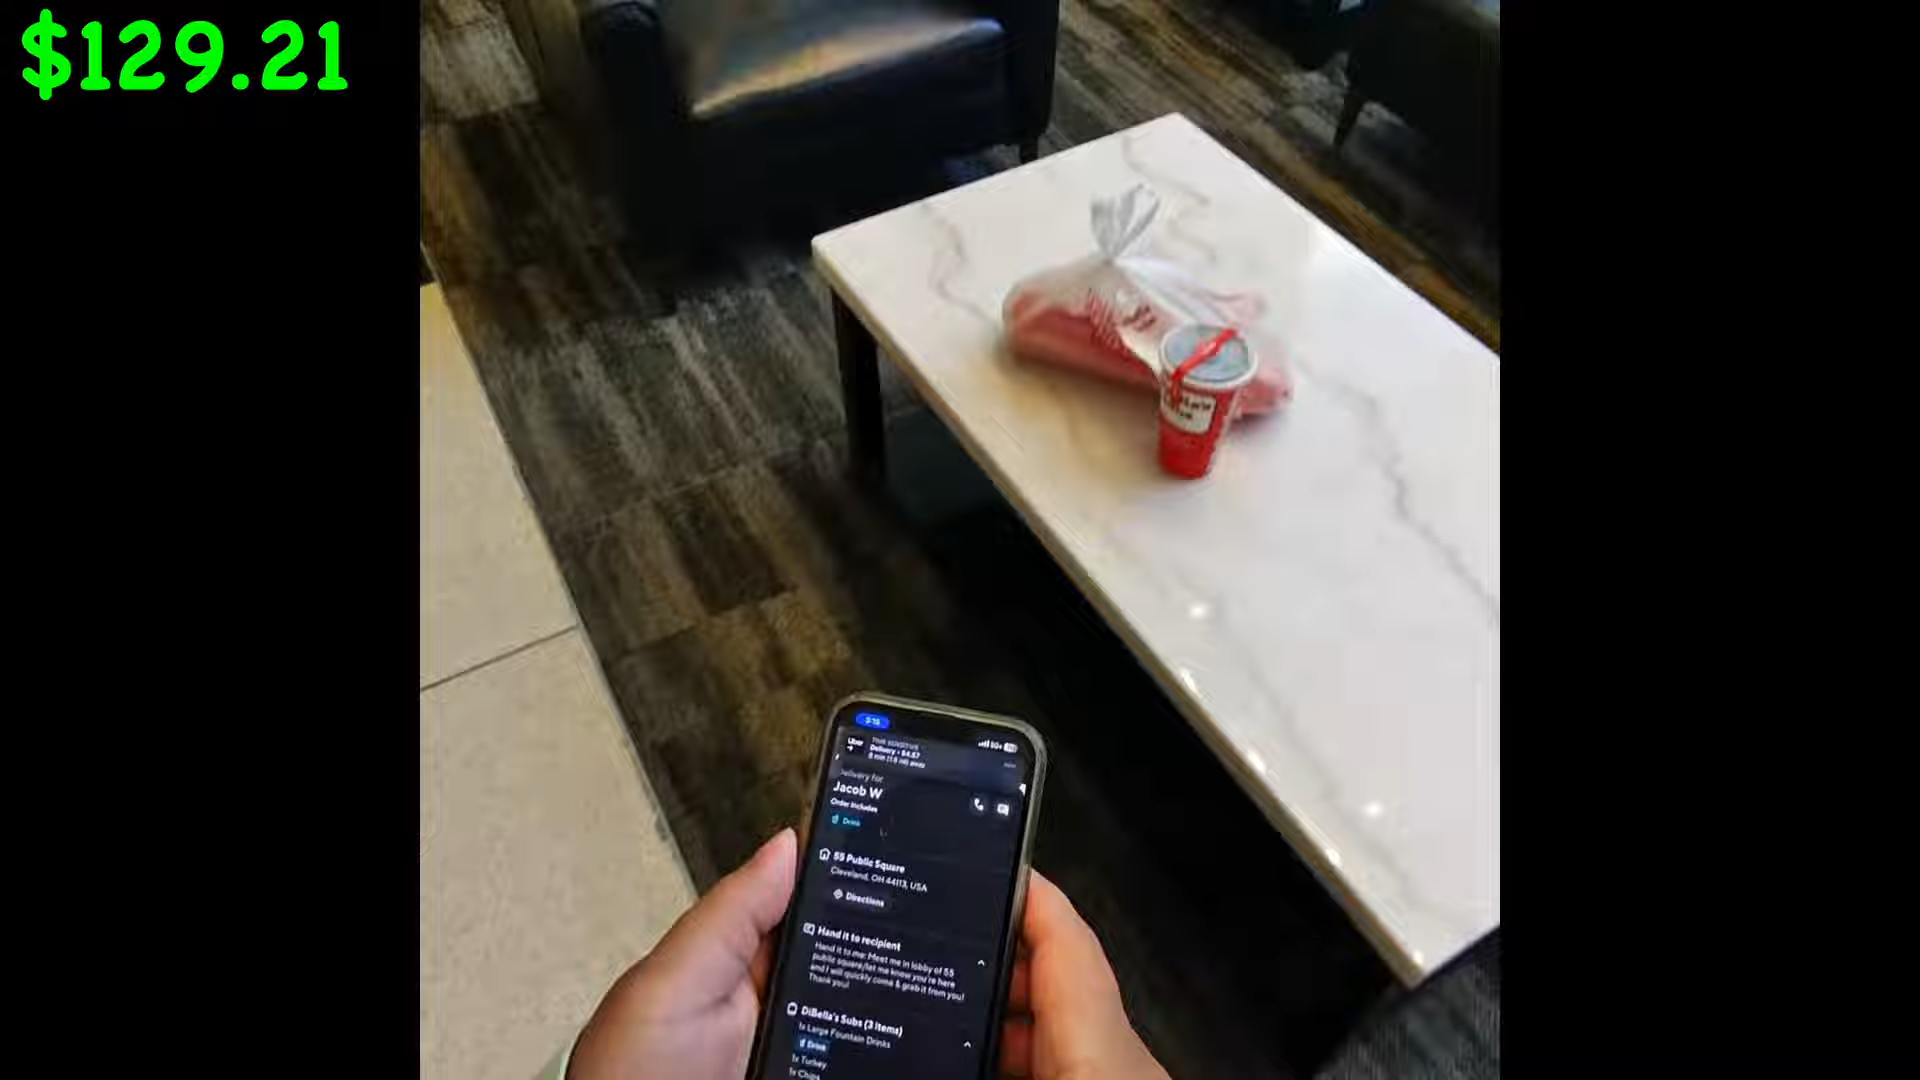 $129.21
5G+
Uber
TIME SENSITIVE
Delivery for
Jacob W
Order includes
Drink
55 Public Square
Cleveland, OH 44113, USA
Directions
Hand it to recipient
Hand it to me: Meet me in lobby of 55
public square/let me know you're here
and I will quickly come & grab it from you!
Thank you!
DiBella's Subs (3 items)
1x Large Fountain Drinks
Drink
1x Turkey
1x Chips